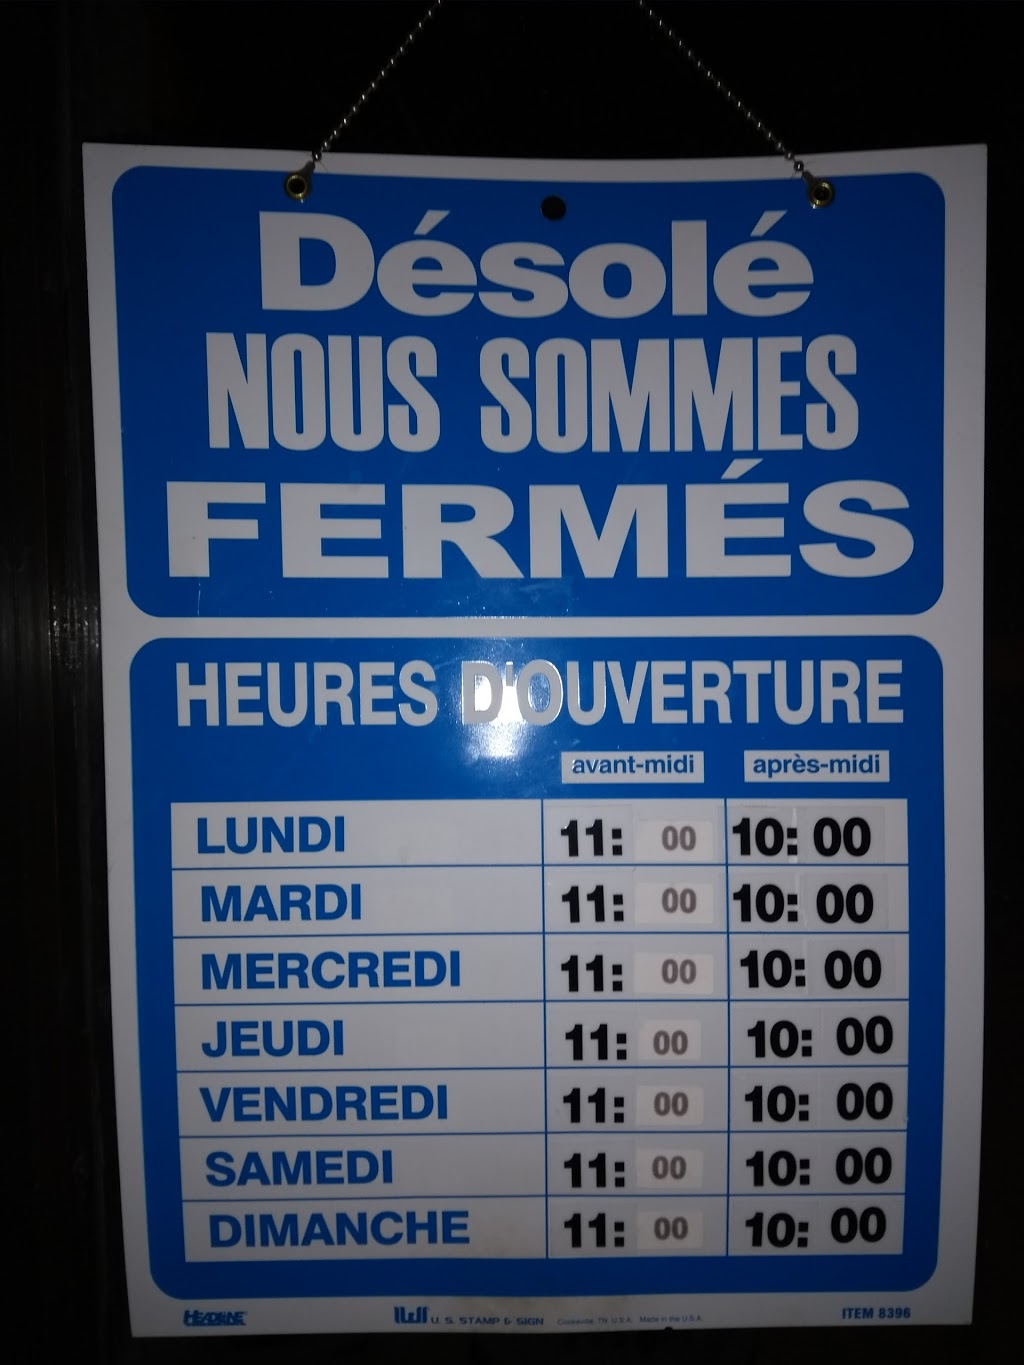 Désolé
NOUS SOMMES
FERMÉS
HEURES D'OUVERTURE
avant-midi après-midi
LUNDI 11: 00 10: 00
MARDI 11: 00 10: 00
MERCREDI 11: 00 10: 00
JEUDI 11: 00 10: 00
VENDREDI 11: 00 10: 00
SAMEDI 11: 00 10: 00
DIMANCHE 11: 00 10: 00
HEADLINE U. S. STAMP & SIGN Cookeville, TN U.S.A. Made in the U.S.A. ITEM 8396